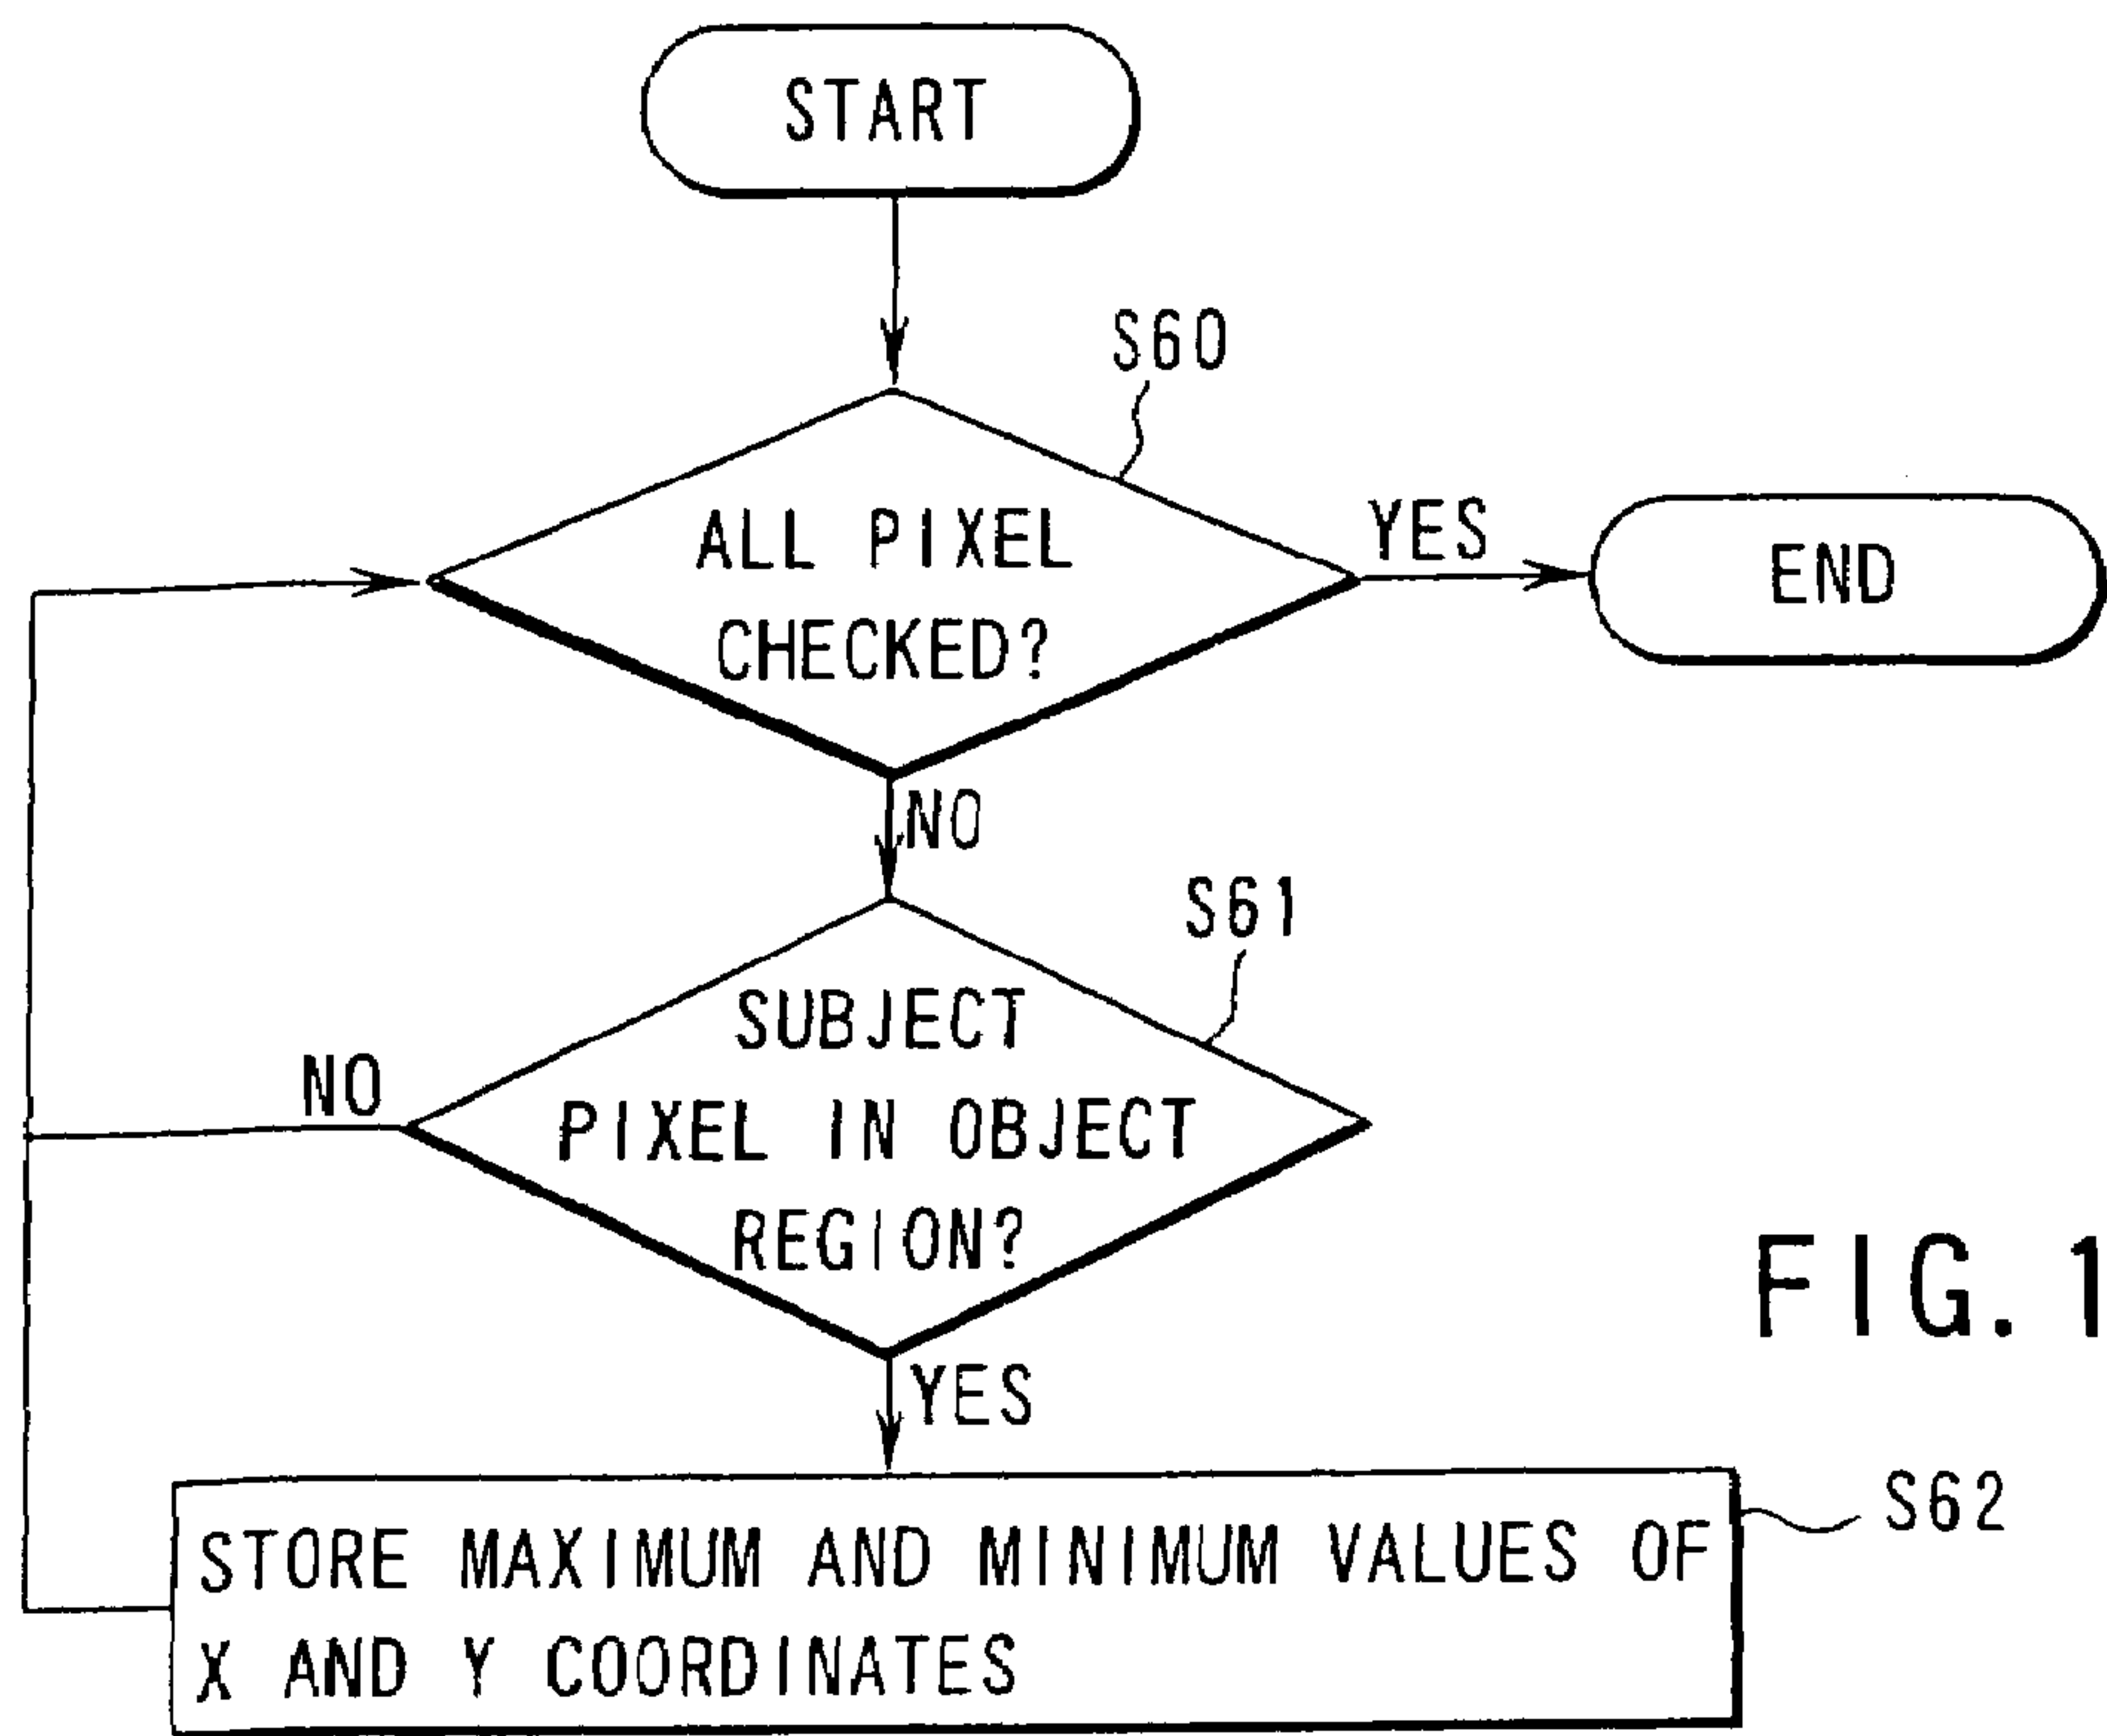 START
S60
ALL PIXEL
CHECKED?
YES
END
NO
S61
SUBJECT
PIXEL IN OBJECT
REGION?
NO
YES
FIG. 1
S62
STORE MAXIMUM AND MINIMUM VALUES OF
X AND Y COORDINATES